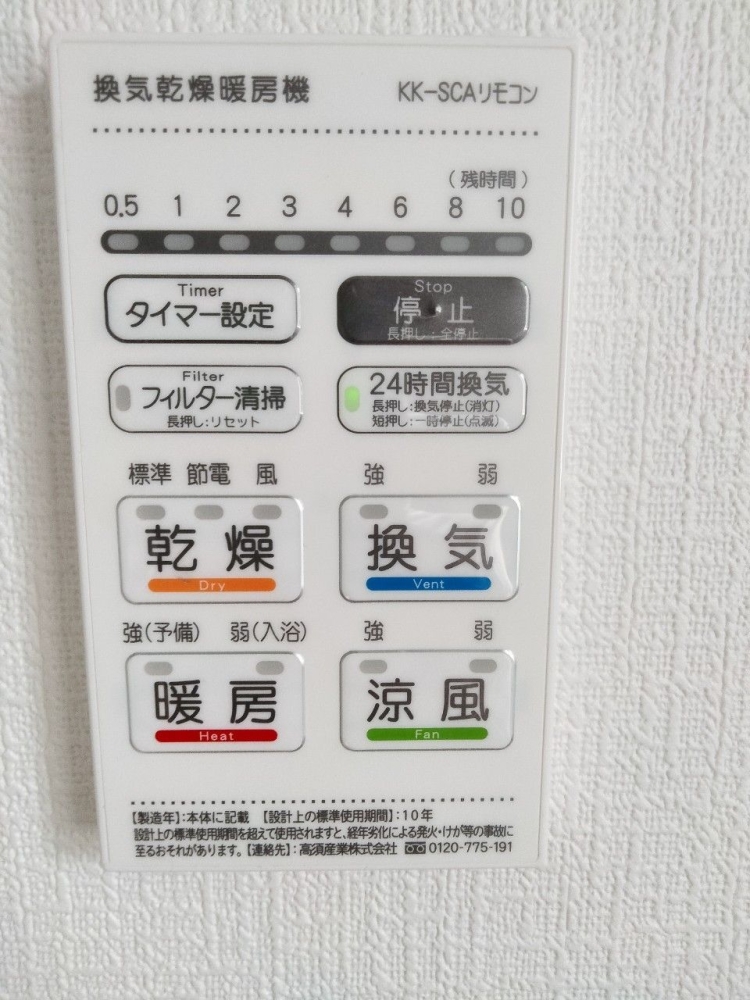 換気乾燥暖房機 KK-SCAリモコン
(残時間)
0.5 1 2 3 4 6 8 10
Timer
タイマー設定
Stop
停・止
長押し:全停止
Filter
フィルター清掃
長押し:リセット
24時間換気
長押し:換気停止(消灯)
短押し:一時停止(点滅)
標準 節電 風
乾燥
Dry
強 弱
換気
Vent
強(予備) 弱(入浴)
暖房
Heat
強 弱
涼風
Fan
【製造年】:本体に記載 【設計上の標準使用期間】:10年
設計上の標準使用期間を超えて使用されますと、経年劣化による発火・けが等の事故に
至るおそれがあります。【連絡先】:高須産業株式会社 0120-775-191